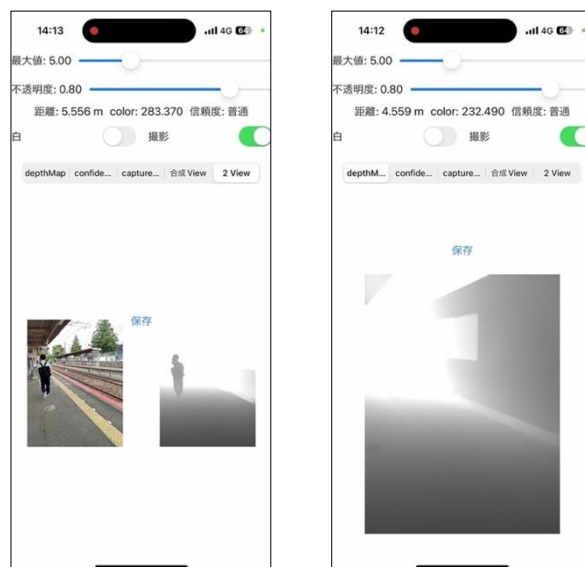 14:13
4G 64
最大値: 5.00
不透明度: 0.80
距離: 5.556 m color: 283.370 信頼度: 普通
白 撮影
depthMap confide... capture... 合成 View 2 View
保存
14:12
4G 64
最大値: 5.00
不透明度: 0.80
距離: 4.559 m color: 232.490 信頼度: 普通
白 撮影
depthM... confide... capture... 合成 View 2 View
保存